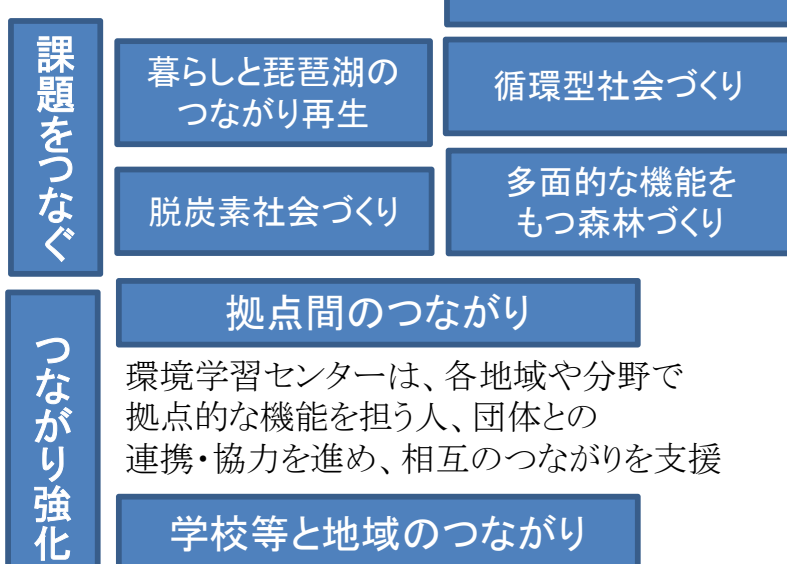 課題をつなぐ
暮らしと琵琶湖の
つながり再生
循環型社会づくり
脱炭素社会づくり
多面的な機能を
もつ森林づくり
つながり強化
拠点間のつながり
環境学習センターは、各地域や分野で
拠点的な機能を担う人、団体との
連携・協力を進め、相互のつながりを支援
学校等と地域のつながり